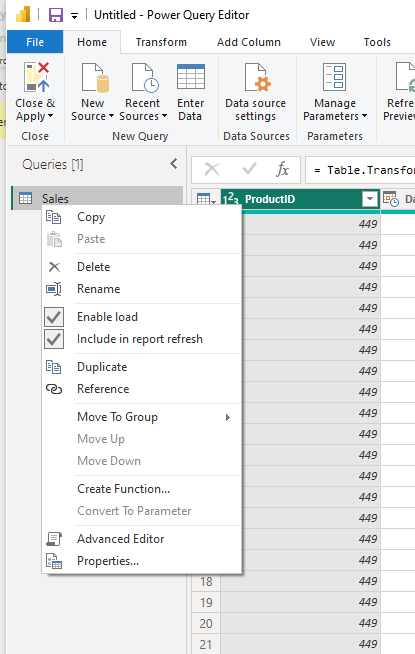 Untitled - Power Query Editor
File Home Transform Add Column View Tools
Close & Apply New Source Recent Sources Enter Data Data source settings Manage Parameters Refre Previe
Close New Query Data Sources Parameters
Queries [1] fx = Table.Transfo
Sales 123 ProductID Da
Copy 449
Paste 449
449
Delete 449
Rename 449
Enable load 449
Include in report refresh 449
Duplicate 449
Reference 449
Move To Group 449
Move Up 449
Move Down 449
449
Create Function... 449
Convert To Parameter 449
Advanced Editor 449
Properties... 449
18 449
19 449
20 449
21 449